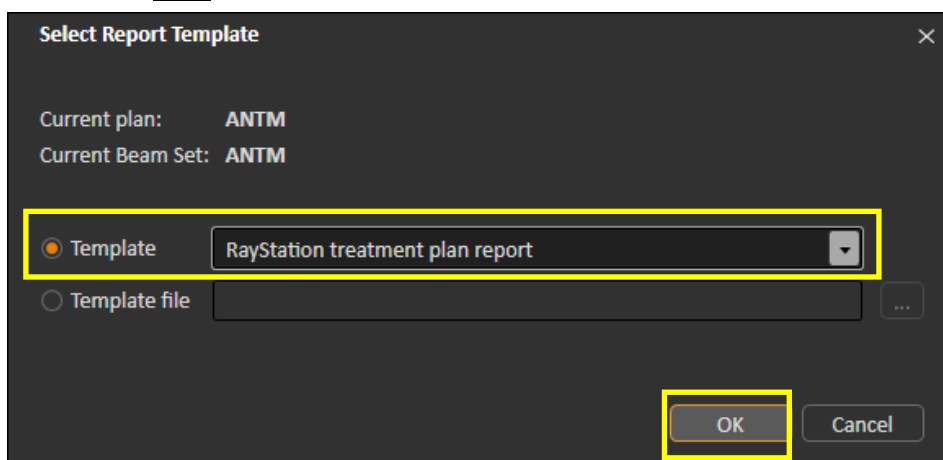 Select Report Template
Current plan: ANTM
Current Beam Set: ANTM
Template RayStation treatment plan report
Template file ...
OK Cancel